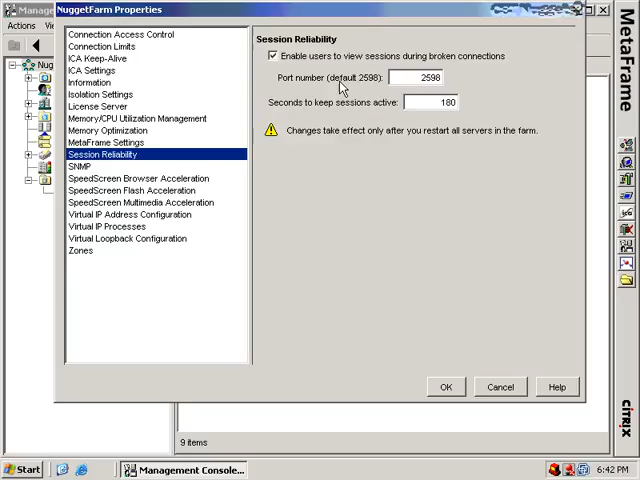 Manage
NuggetFarm Properties
Actions
MetaFrame
Nug
Connection Access Control
Connection Limits
ICA Keep-Alive
ICA Settings
Information
Isolation Settings
License Server
Memory/CPU Utilization Management
Memory Optimization
MetaFrame Settings
Session Reliability
SNMP
SpeedScreen Browser Acceleration
SpeedScreen Flash Acceleration
SpeedScreen Multimedia Acceleration
Virtual IP Address Configuration
Virtual IP Processes
Virtual Loopback Configuration
Zones
Session Reliability
Enable users to view sessions during broken connections
Port number (default 2598): 2598
Seconds to keep sessions active: 180
Changes take effect only after you restart all servers in the farm.
OK Cancel Help
9 items
CITRIX
Start
Management Console...
6:42 PM